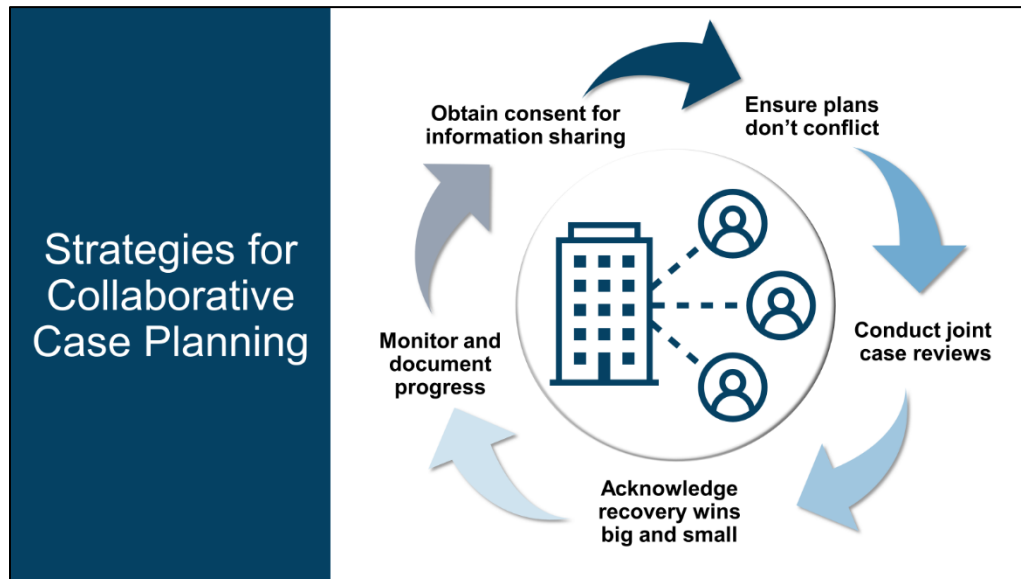 Strategies for
Collaborative
Case Planning
Obtain consent for
information sharing
Ensure plans
don’t conflict
Conduct joint
case reviews
Acknowledge
recovery wins
big and small
Monitor and
document
progress